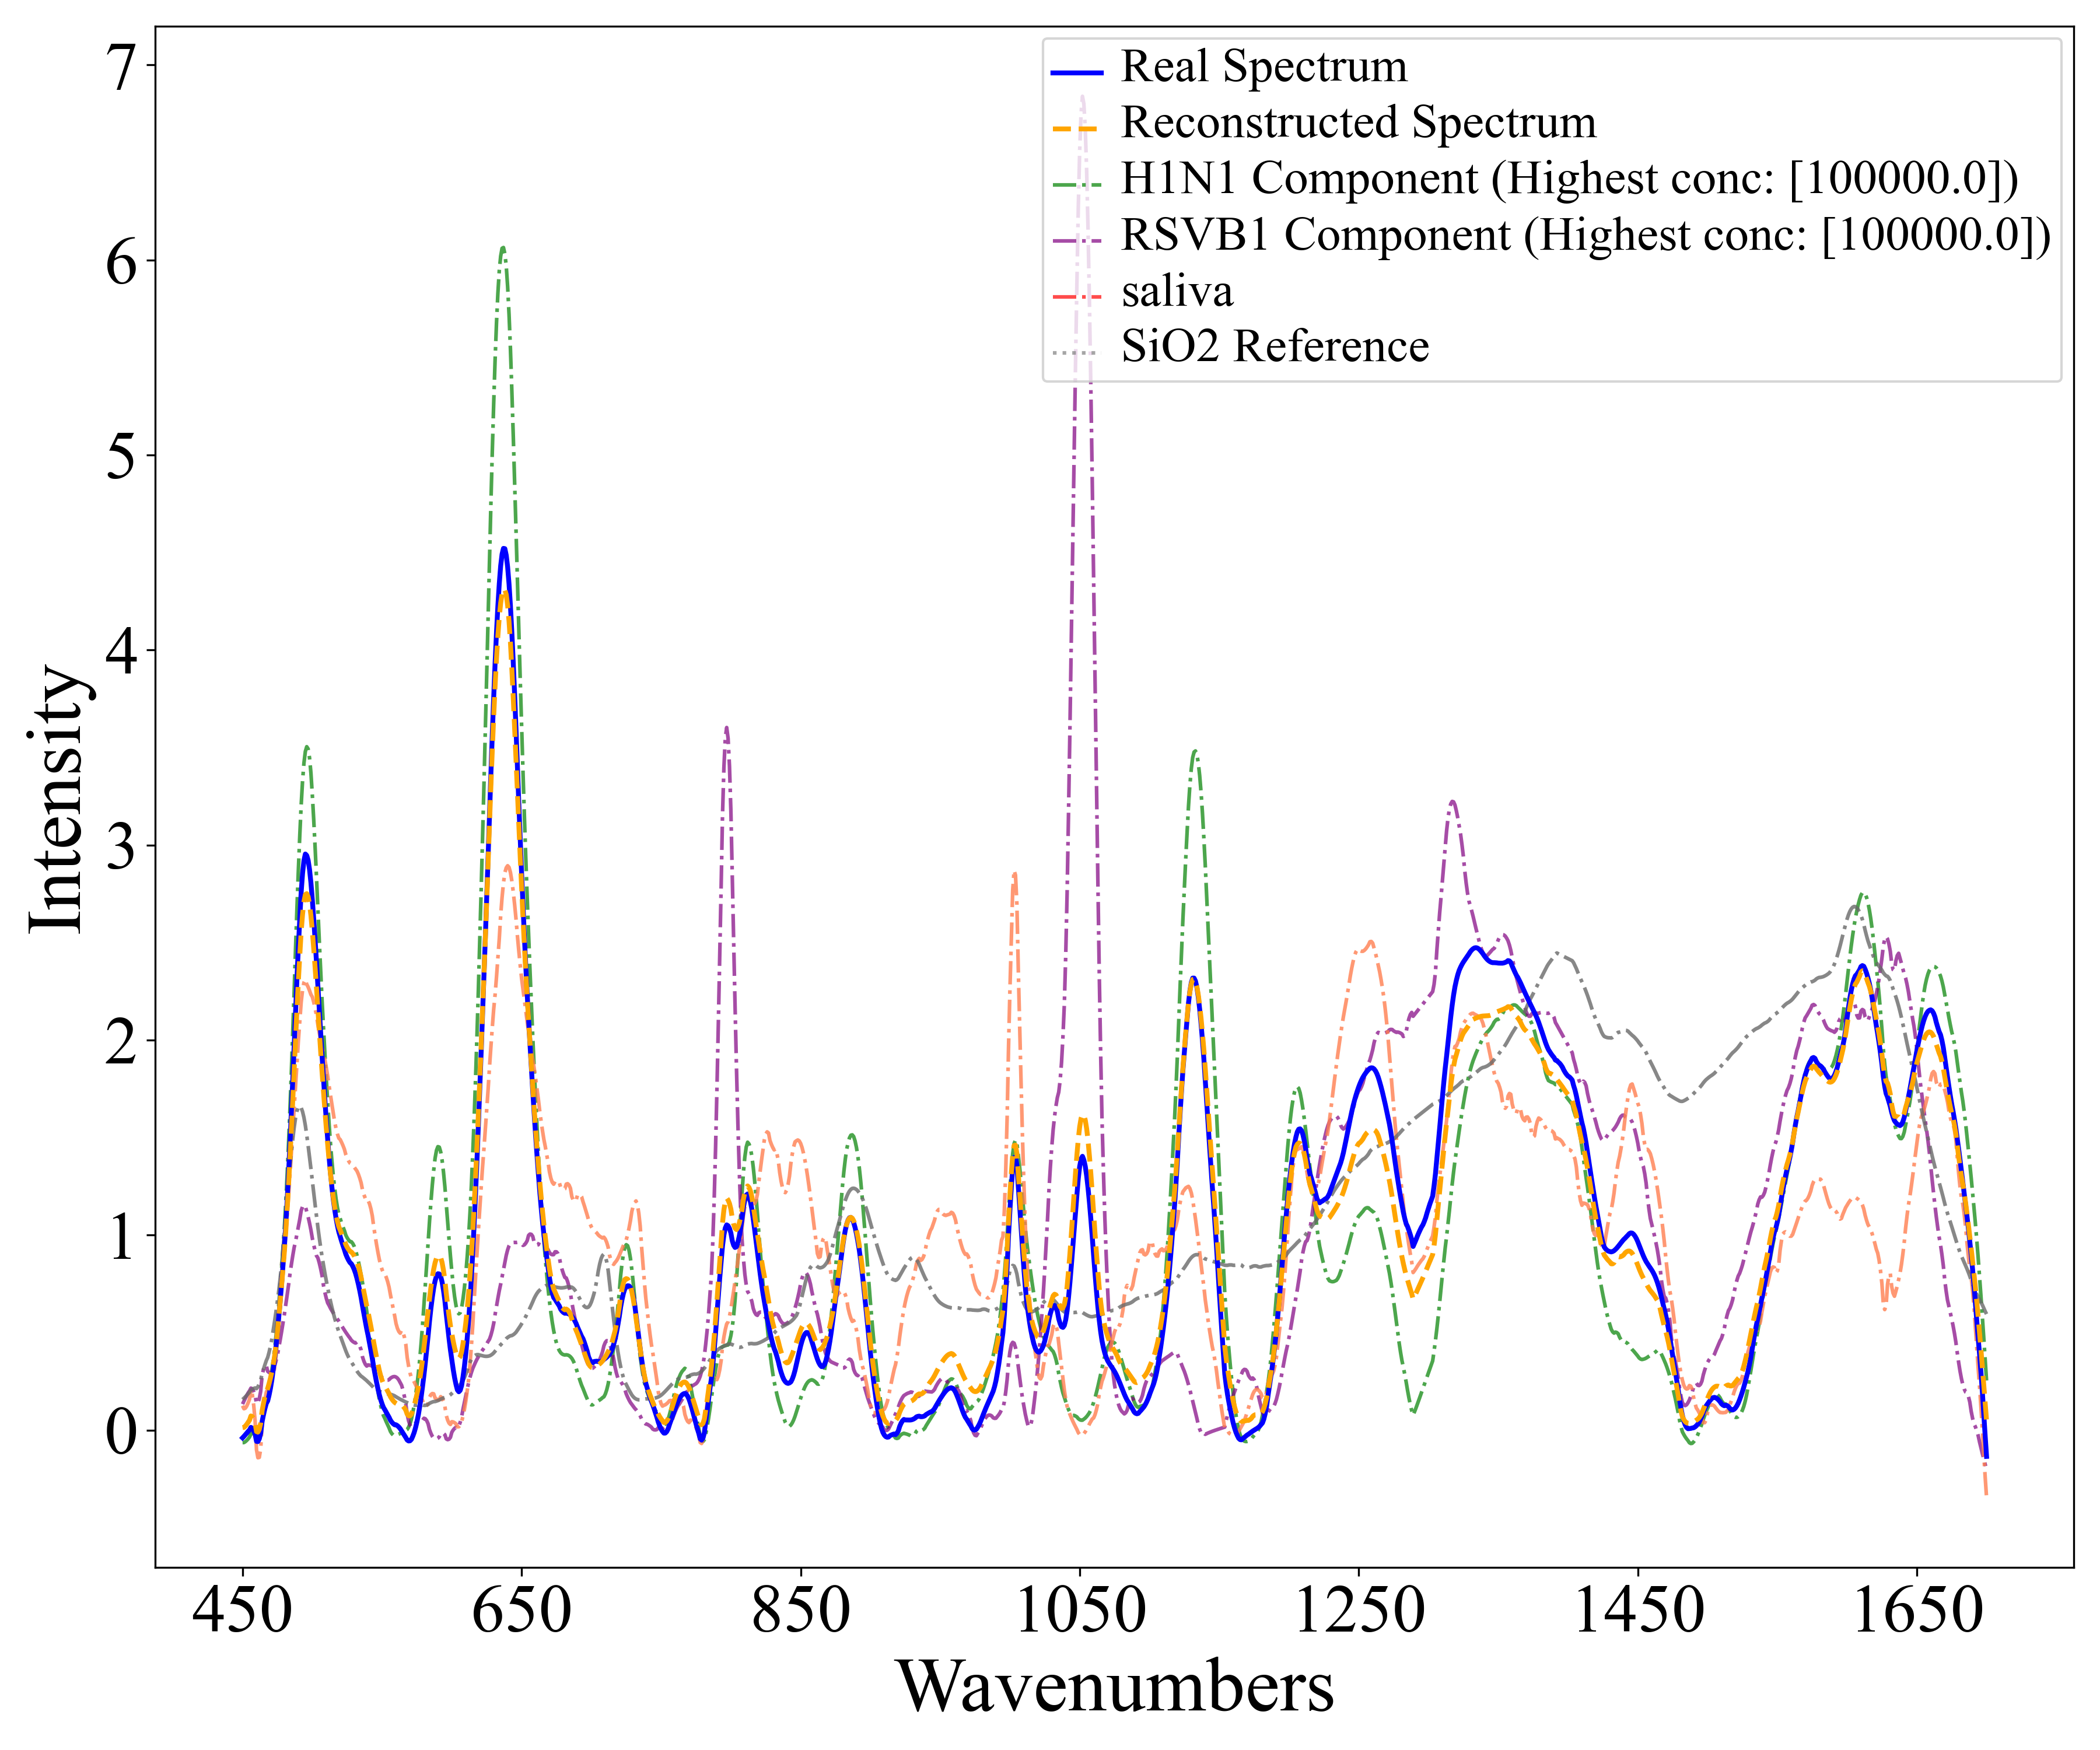 Real Spectrum
Reconstructed Spectrum
H1N1 Component (Highest conc: [100000.0])
RSVB1 Component (Highest conc: [100000.0])
saliva
SiO2 Reference
7
6
5
4
3
2
1
0
Intensity
450 650 850 1050 1250 1450 1650
Wavenumbers